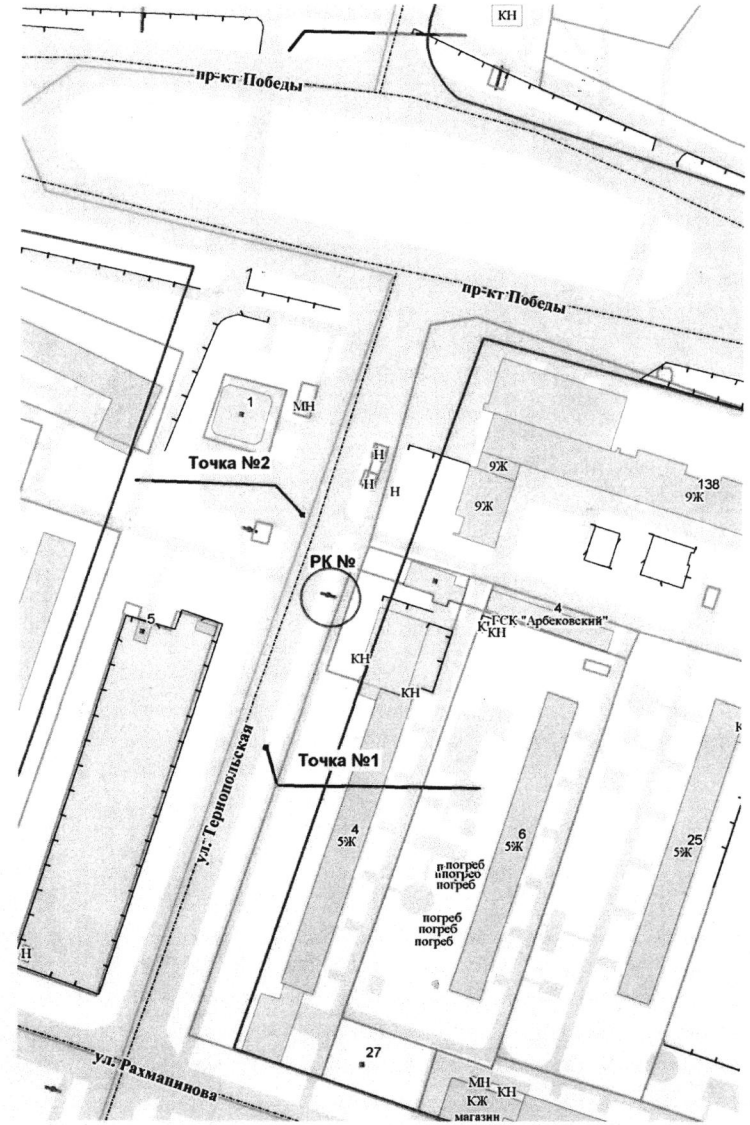 КН
пр-кт Победы
пр-кт Победы
1
МН
Точка №2
Н
Н
Н
9Ж
138
9Ж
9Ж
РК №
4
ГСК "Арбековский"
КН
5
КН
КН
ул. Тернопольская
Точка №1
4
5Ж
6
5Ж
25
5Ж
погреб
погреб
погреб
погреб
погреб
Н
ул. Рахманинова
27
МН
КН
КЖ
магазин